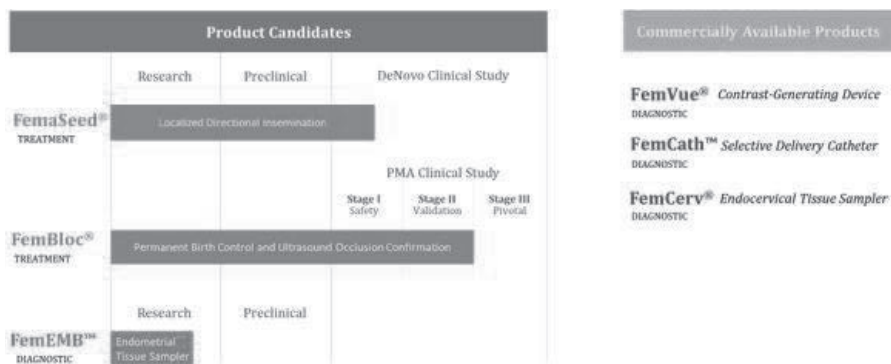 Product Candidates
Research Preclinical DeNovo Clinical Study
FemaSeed®
TREATMENT
Localized Directional Insemination
PMA Clinical Study
Stage I Stage II Stage III
Safety Validation Pivotal
FemBloc®
TREATMENT
Permanent Birth Control and Ultrasound Occlusion Confirmation
Research Preclinical
FemEMB™
DIAGNOSTIC
Endometrial
Tissue Sampler
Commercially Available Products
FemVue® Contrast-Generating Device
DIAGNOSTIC
FemCath™ Selective Delivery Catheter
DIAGNOSTIC
FemCerv® Endocervical Tissue Sampler
DIAGNOSTIC